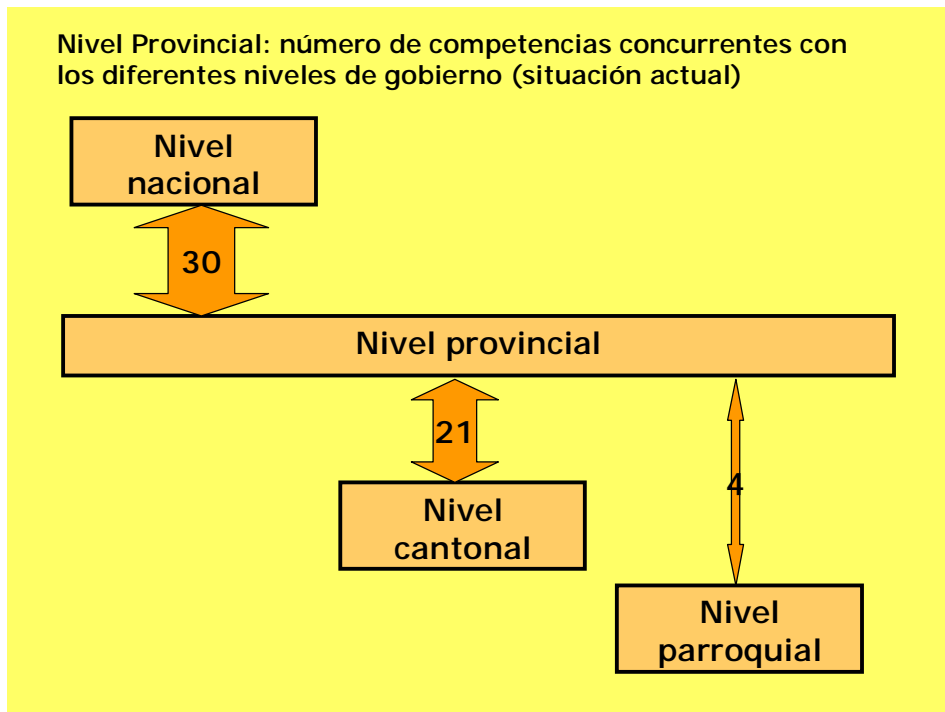 Nivel Provincial: número de competencias concurrentes con
los diferentes niveles de gobierno (situación actual)
Nivel
nacional
30
Nivel provincial
21
4
Nivel
cantonal
Nivel
parroquial